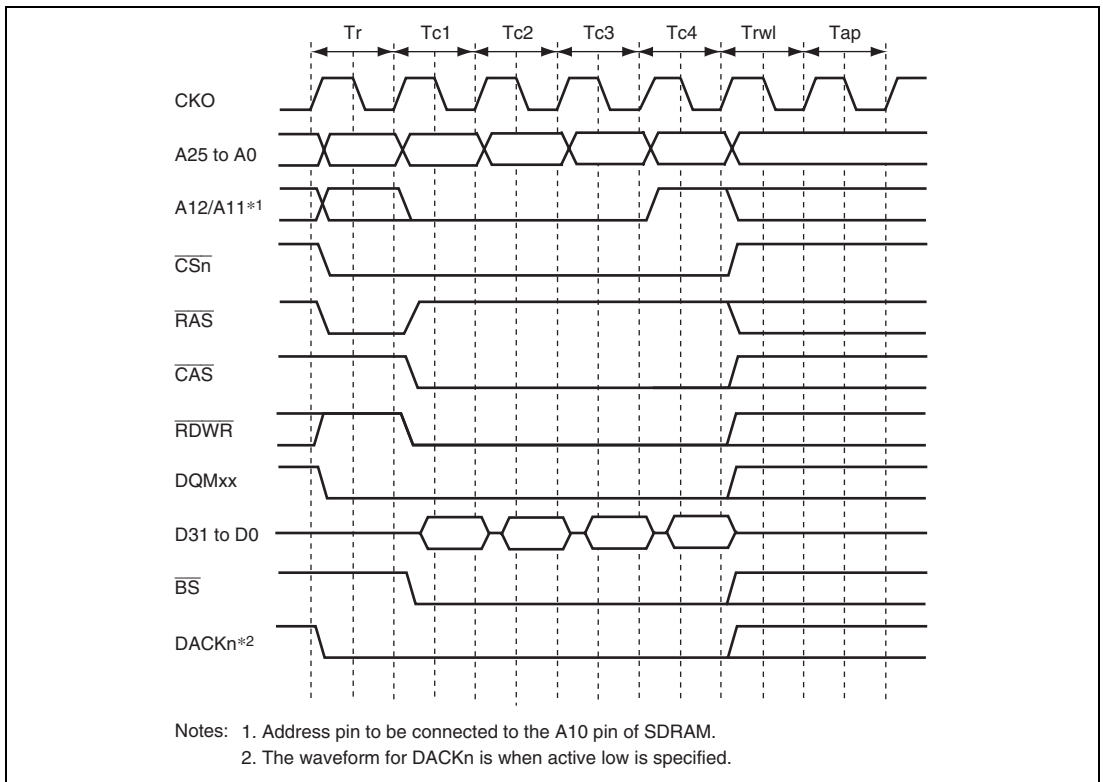 Tr Tc1 Tc2 Tc3 Tc4 Trwl Tap
CKO
A25 to A0
A12/A11*1
CSn
RAS
CAS
RDWR
DQMxx
D31 to D0
BS
DACKn*2
Notes: 1. Address pin to be connected to the A10 pin of SDRAM.
2. The waveform for DACKn is when active low is specified.